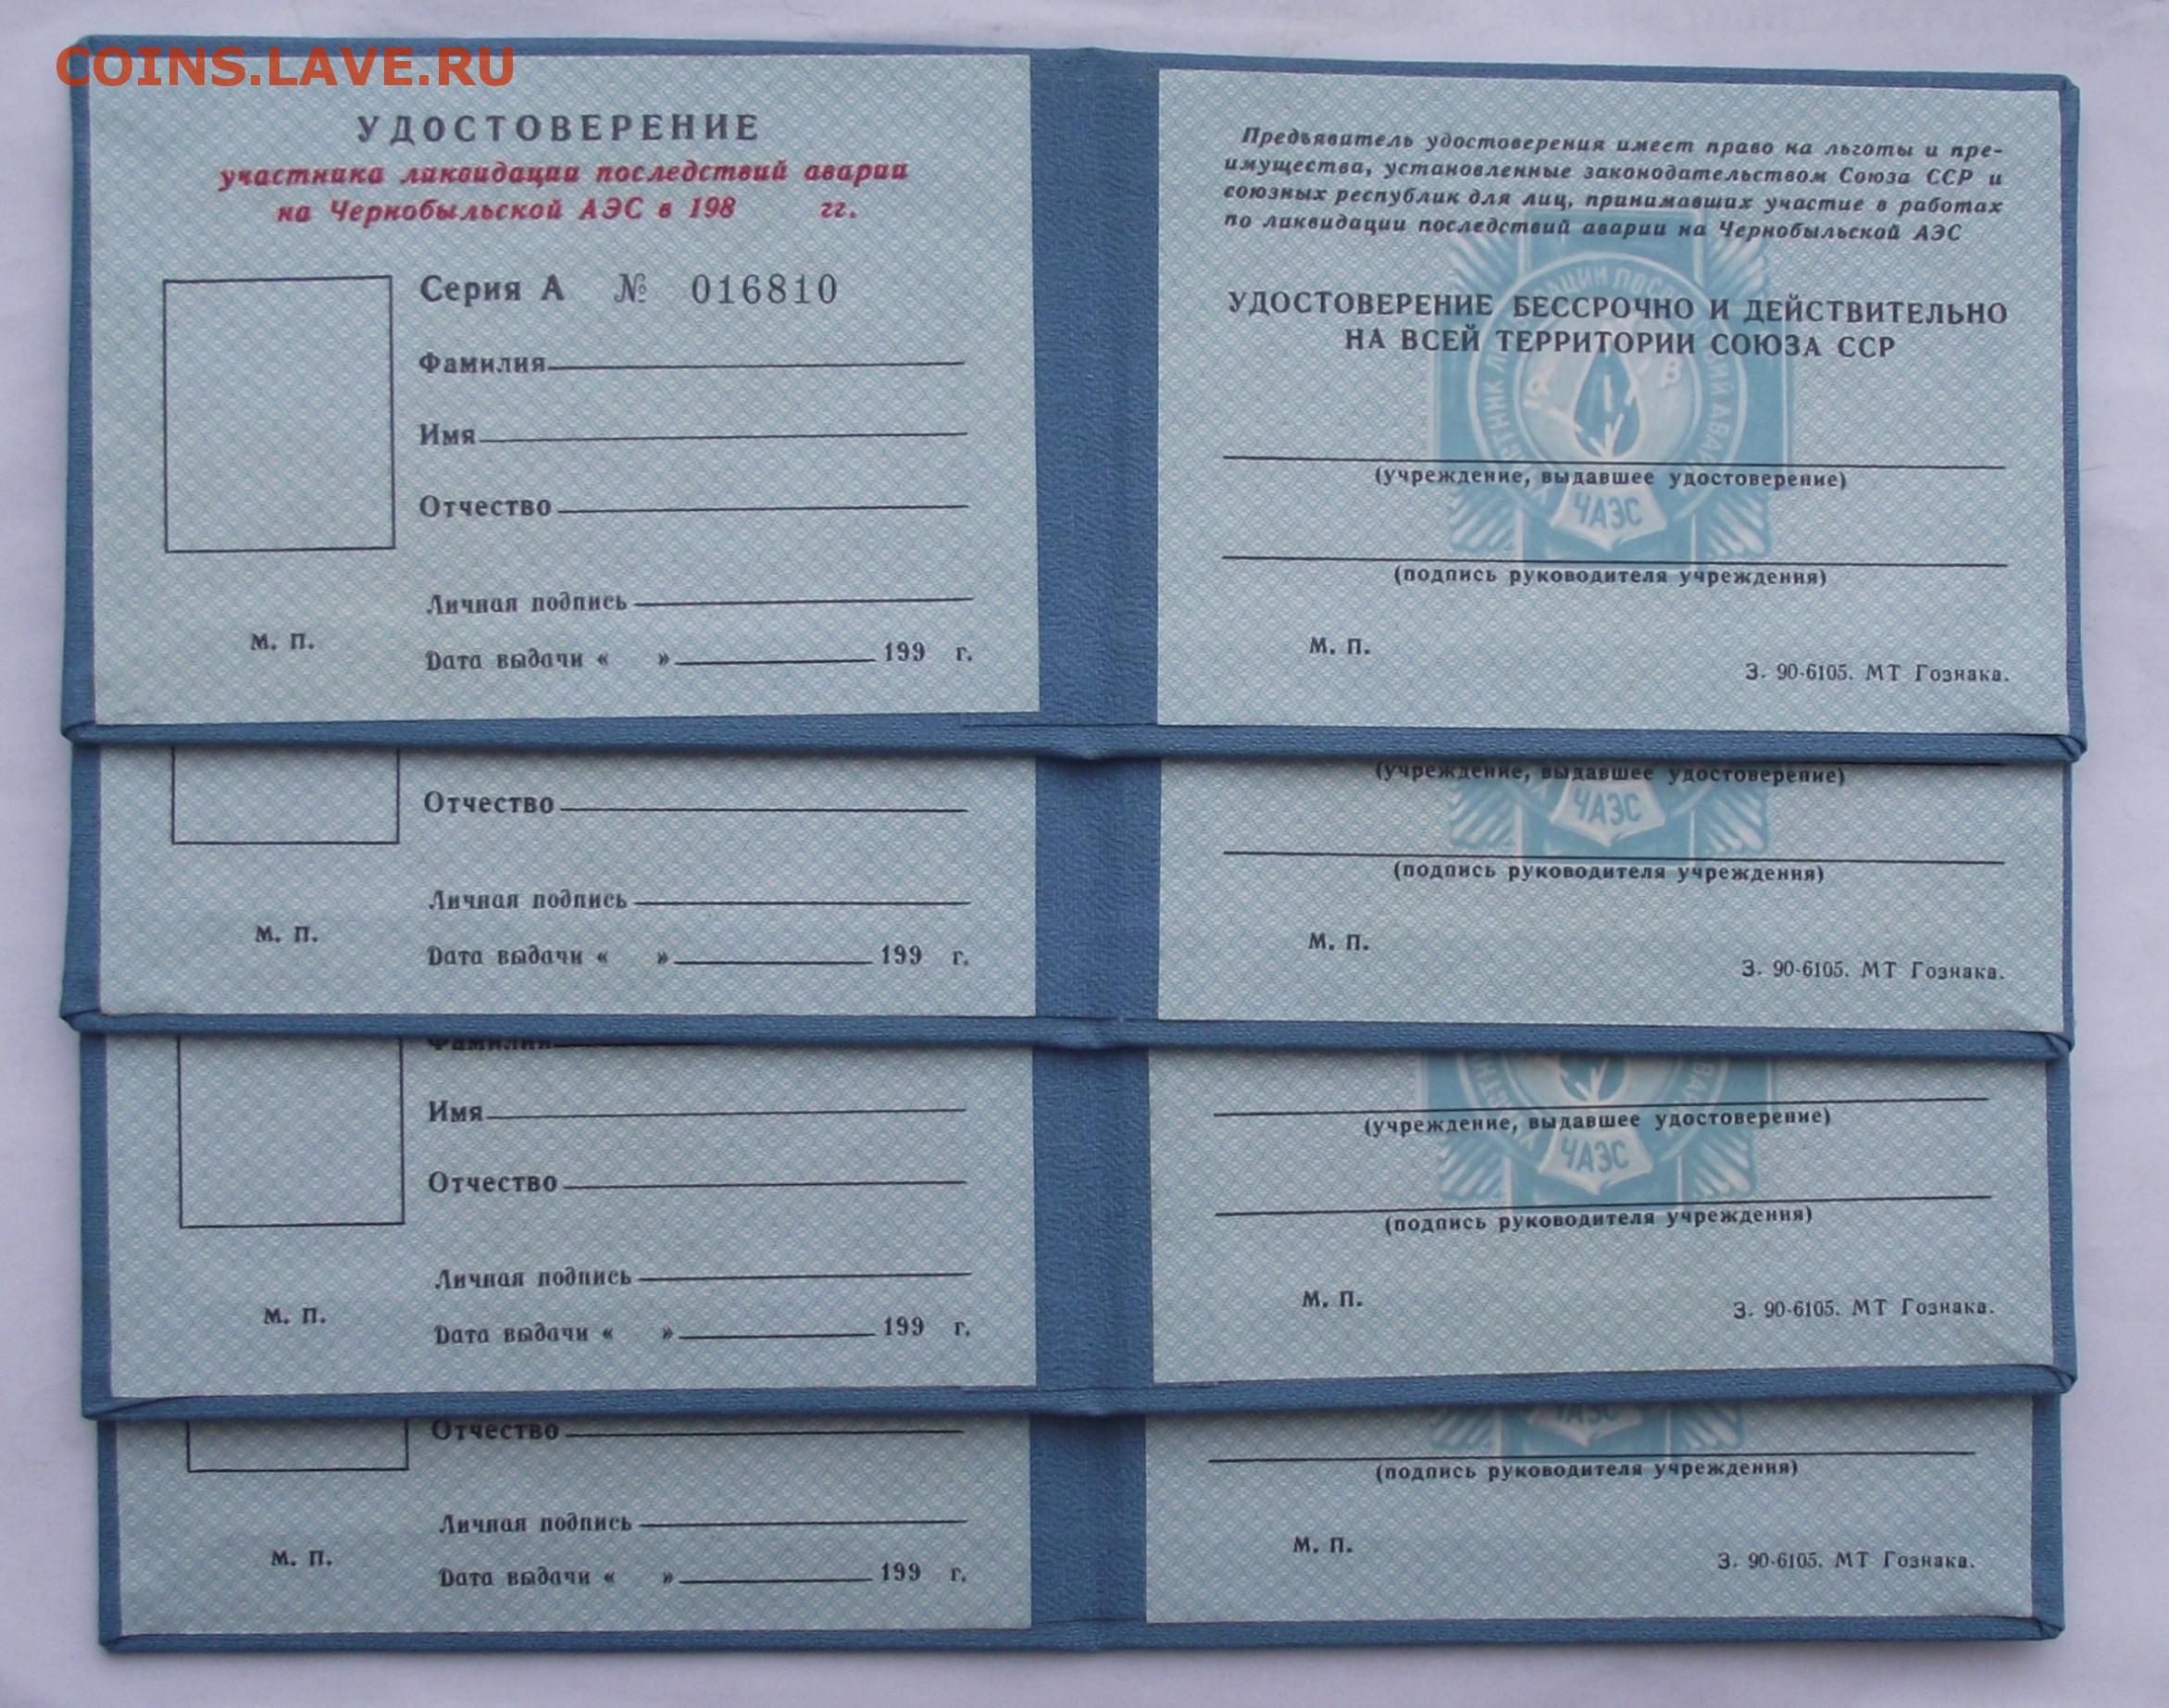 COINS.LAVE.RU
УДОСТОВЕРЕНИЕ
участника ликвидации последствий аварии
на Чернобыльской АЭС в 198 гг.
Серия А № 016810
Фамилия
Имя
Отчество
Личная подпись
М. П.
Дата выдачи « » 199 г.
Предъявитель удостоверения имеет право на льготы и пре-
имущества, установленные законодательством Союза ССР и
союзных республик для лиц, принимавших участие в работах
по ликвидации последствий аварии на Чернобыльской АЭС
УДОСТОВЕРЕНИЕ БЕССРОЧНО И ДЕЙСТВИТЕЛЬНО
НА ВСЕЙ ТЕРРИТОРИИ СОЮЗА ССР
β
(учреждение, выдавшее удостоверение)
ЧАЭС
(подпись руководителя учреждения)
М. П.
З. 90-6105. МТ Гознака.
Отчество
Личная подпись
М. П.
Дата выдачи « » 199 г.
(учреждение, выдавшее удостоверение)
ЧАЭС
(подпись руководителя учреждения)
М. П.
З. 90-6105. МТ Гознака.
Фамилия
Имя
Отчество
Личная подпись
М. П.
Дата выдачи « » 199 г.
(учреждение, выдавшее удостоверение)
ЧАЭС
(подпись руководителя учреждения)
М. П.
З. 90-6105. МТ Гознака.
Отчество
Личная подпись
М. П.
Дата выдачи « » 199 г.
ЧАЭС
(подпись руководителя учреждения)
М. П.
З. 90-6105. МТ Гознака.